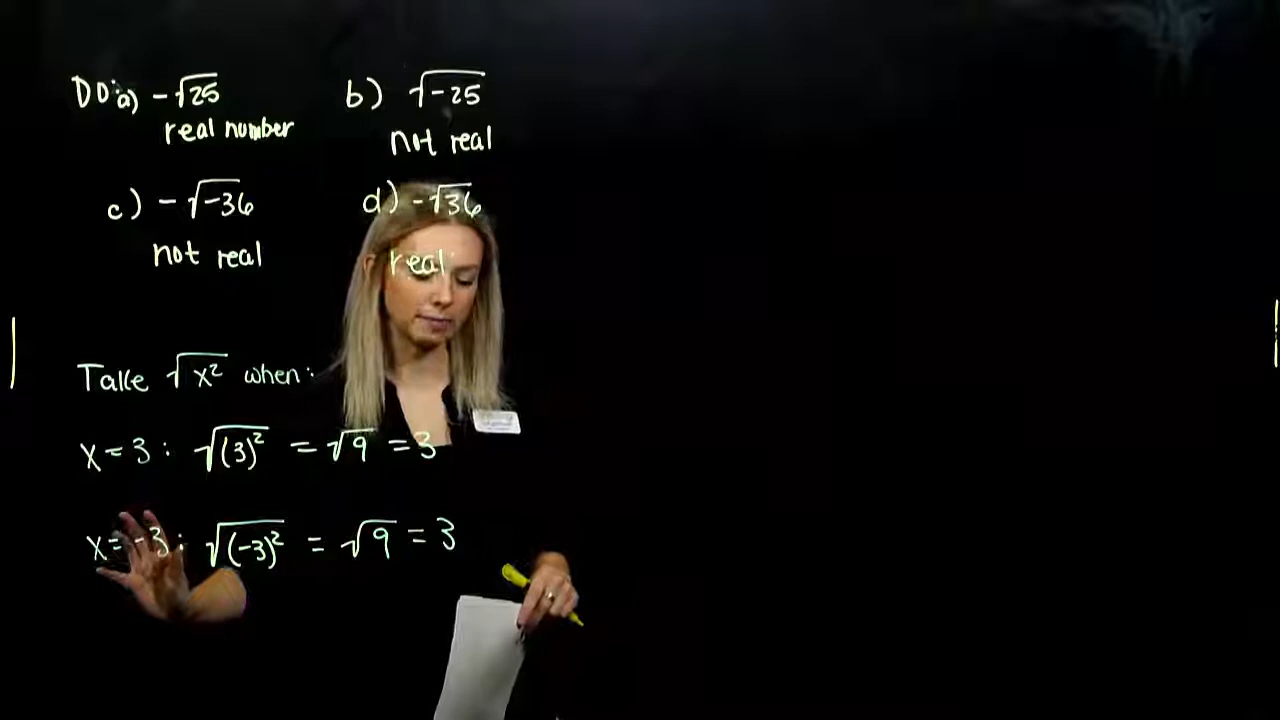 DO: a) -√25 b) √-25
real number not real
c) -√-36 d) -√36
not real real
Take √x² when:
x = 3 : √(3)² = √9 = 3
x = -3 : √(-3)² = √9 = 3